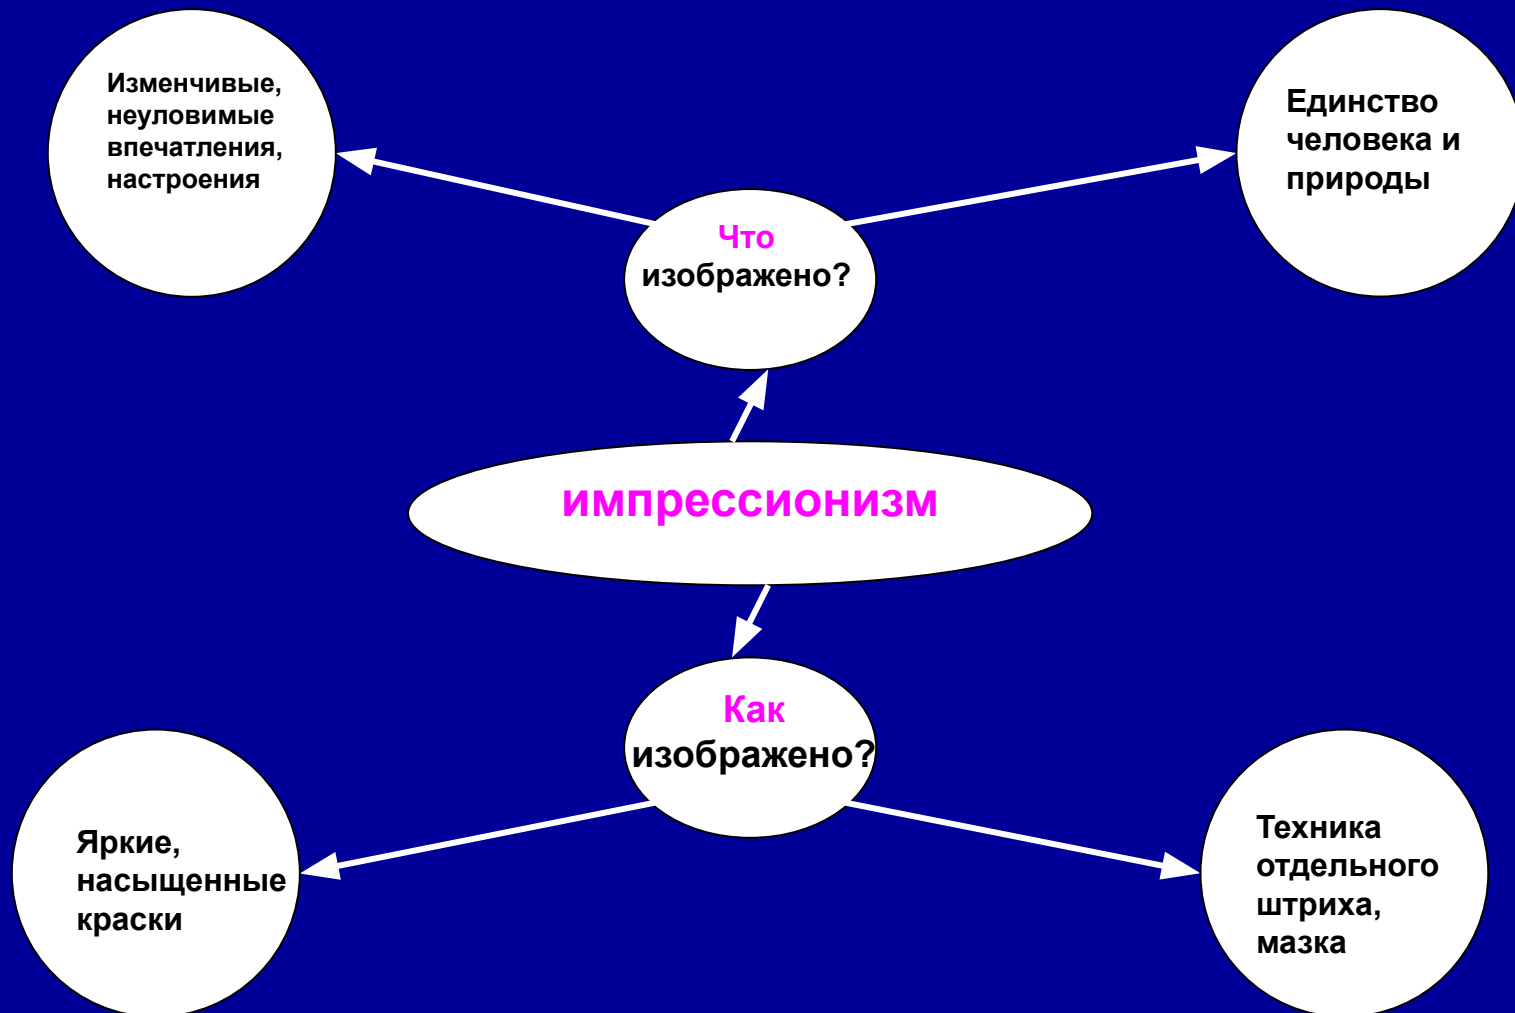 Изменчивые,
неуловимые
впечатления,
настроения
Единство
человека и
природы
Что
изображено?
импрессионизм
Как
изображено?
Яркие,
насыщенные
краски
Техника
отдельного
штриха,
мазка